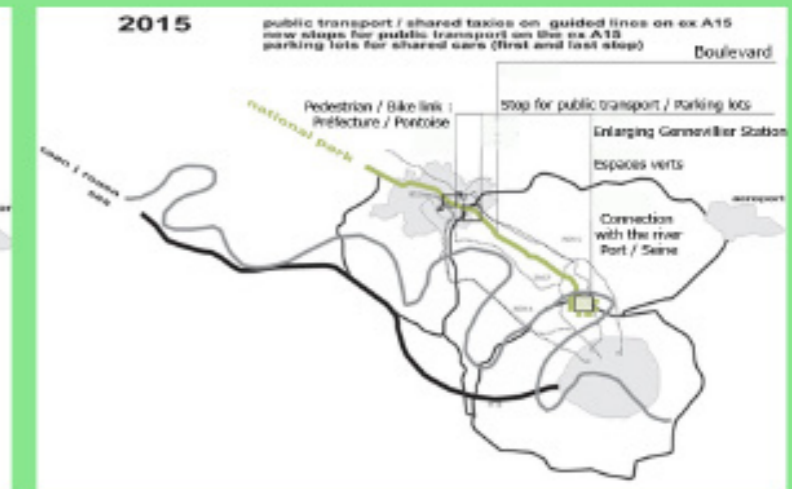 2015
public transport / shared taxies on guided lines on ex A15
new stops for public transport on the ex A15
parking lots for shared cars (first and last stop)
Boulevard
Pedestrian / Bike link :
Préfecture / Pontoise
Stop for public transport / Parking lots
national park
Enlarging Gennevillier Station
Espaces verts
sea
aeroport
Connection
with the river
Port / Seine